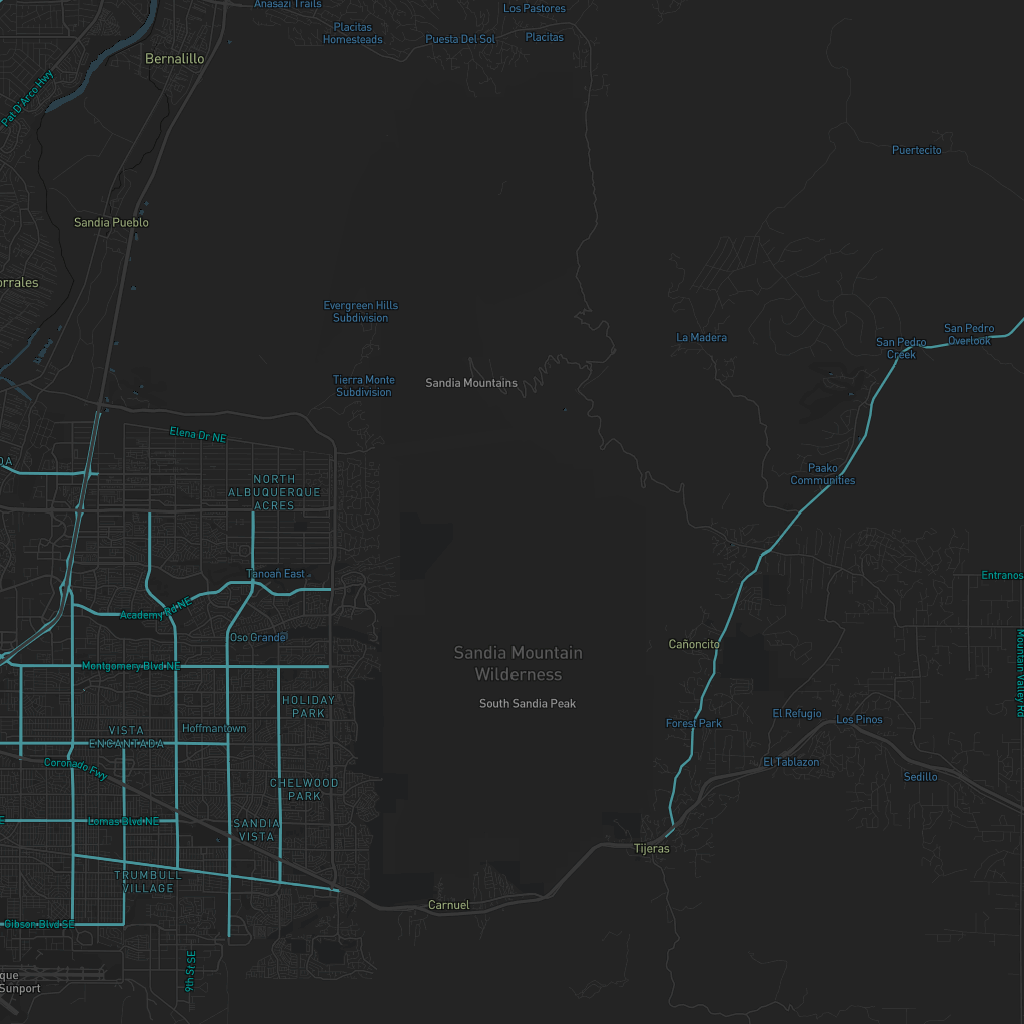 Anasazi Trails
Los Pastores
Placitas
Homesteads
Puesta Del Sol
Placitas
Bernalillo
Pat D'Arco Hwy
Puertecito
Sandia Pueblo
orrales
Evergreen Hills
Subdivision
San Pedro
Overlook
La Madera
San Pedro
Creek
Tierra Monte
Subdivision
Sandia Mountains
Elena Dr NE
DA
Paako
Communities
NORTH
ALBUQUERQUE
ACRES
Tanoan East
Entranos
Academy Rd NE
Oso Grande
Cañoncito
Sandia Mountain
Wilderness
Montgomery Blvd NE
Mountain Valley Rd
South Sandia Peak
HOLIDAY
PARK
El Refugio
Los Pinos
Forest Park
Hoffmantown
VISTA
ENCANTADA
Coronado Fwy
El Tablazon
Sedillo
CHELWOOD
PARK
E
Lomas Blvd NE
SANDIA
VISTA
Tijeras
TRUMBULL
VILLAGE
Carnuel
Gibson Blvd SE
9th St SE
que
Sunport